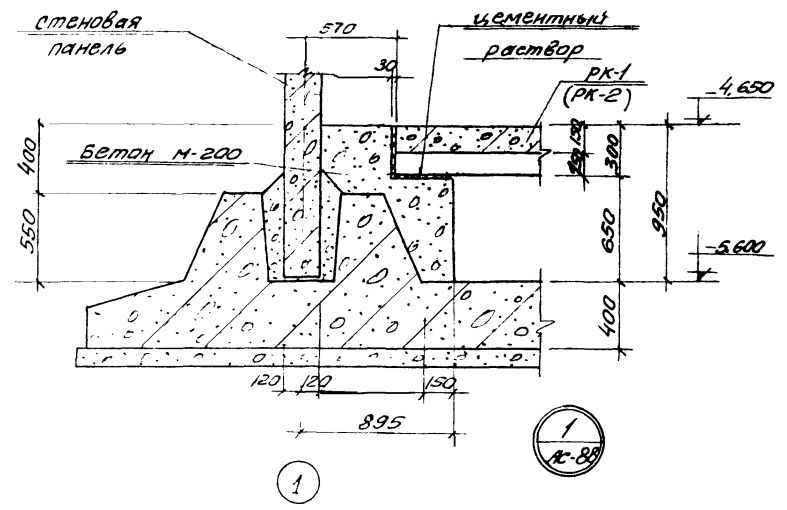 стеновая
панель
570
цементный
раствор
30
РК-1
(РК-2)
-4,650
400
Бетон М-200
150
300
550
650
950
-5.600
400
120
120
150
895
1
АС-88
1